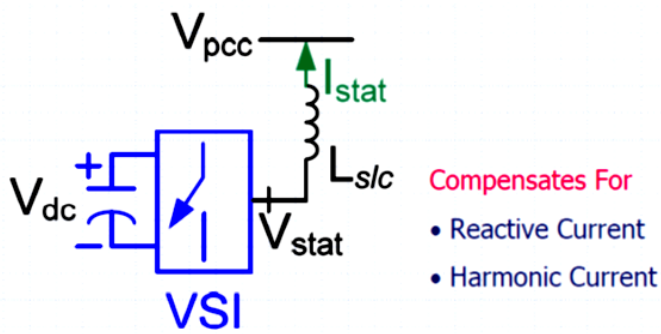 Vpcc
Istat
+
Vdc
Lslc
Compensates For
Vstat
• Reactive Current
−
• Harmonic Current
VSI